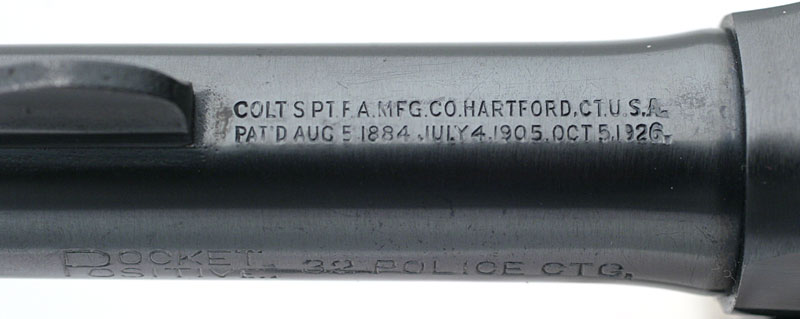 COLT'S PT. F. A. MFG. CO. HARTFORD, CT. U.S.A.
PAT'D AUG 5 1884, JULY 4, 1905, OCT 5, 1926.
POCKET
POSITIVE 32 POLICE CTG.